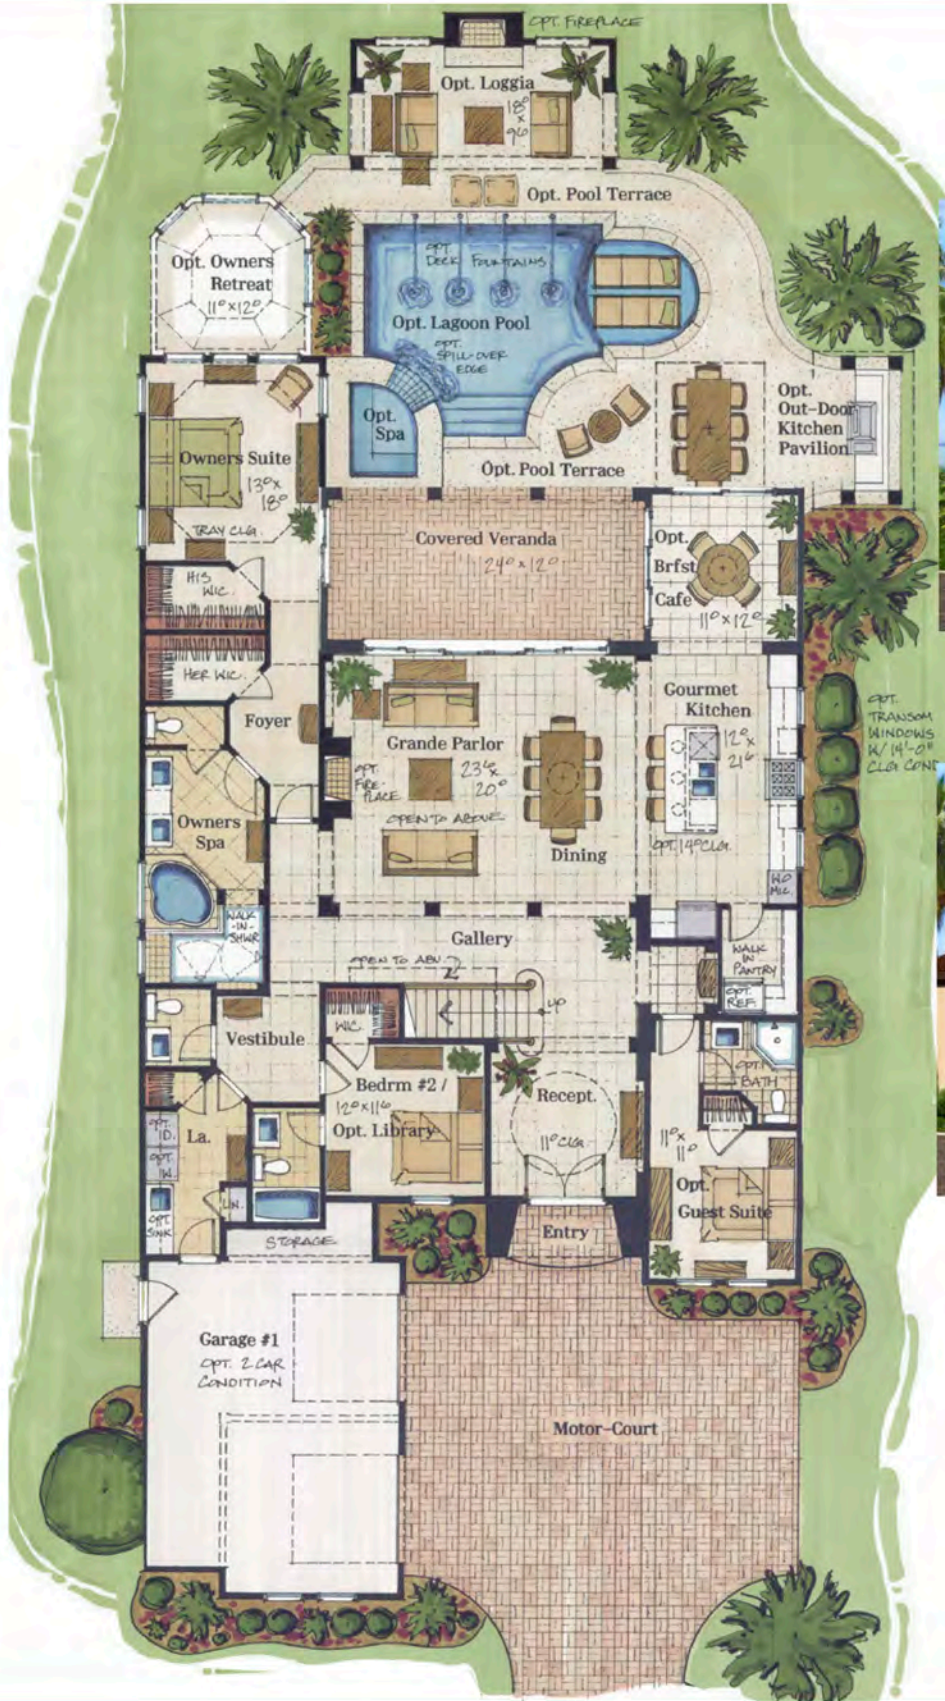 OPT. FIREPLACE
Opt. Loggia
18⁰
x
9⁶
Opt. Pool Terrace
Opt. Owners
Retreat
11⁰ x 12⁰
OPT.
DECK FOUNTAINS
Opt. Lagoon Pool
OPT.
SPILL-OVER
EDGE
Opt.
Spa
Opt. Pool Terrace
Opt.
Out-Door
Kitchen
Pavilion
Owners Suite
13⁰ x
18⁰
TRAY CLG.
Covered Veranda
24⁰ x 12⁰
Opt.
Brfst
Cafe
11⁰ x 12⁰
HIS
WIC.
HER WIC.
Foyer
Grande Parlor
23⁶ x
20⁰
OPT.
FIRE-
PLACE
OPEN TO ABOVE
Dining
Gourmet
Kitchen
12⁰
x
21⁶
OPT. 14⁰ CLG.
OPT.
TRANSOM
WINDOWS
W/ 14'-0"
CLG COND
W.O
MIC.
Owners
Spa
WALK
-IN-
SHWR
Gallery
OPEN TO ABV.
UP
WALK
IN
PANTRY
OPT.
REF.
Vestibule
WIC.
Bedrm #2 /
12⁰ x 11⁶
Opt. Library
Recept.
11⁰ CLG.
OPT.
BATH
11⁰ x
11⁰
Opt.
Guest Suite
La.
OPT.
D.
OPT.
W.
OPT.
SINK
LIN.
STORAGE
Entry
Garage #1
OPT. 2 CAR
CONDITION
Motor-Court